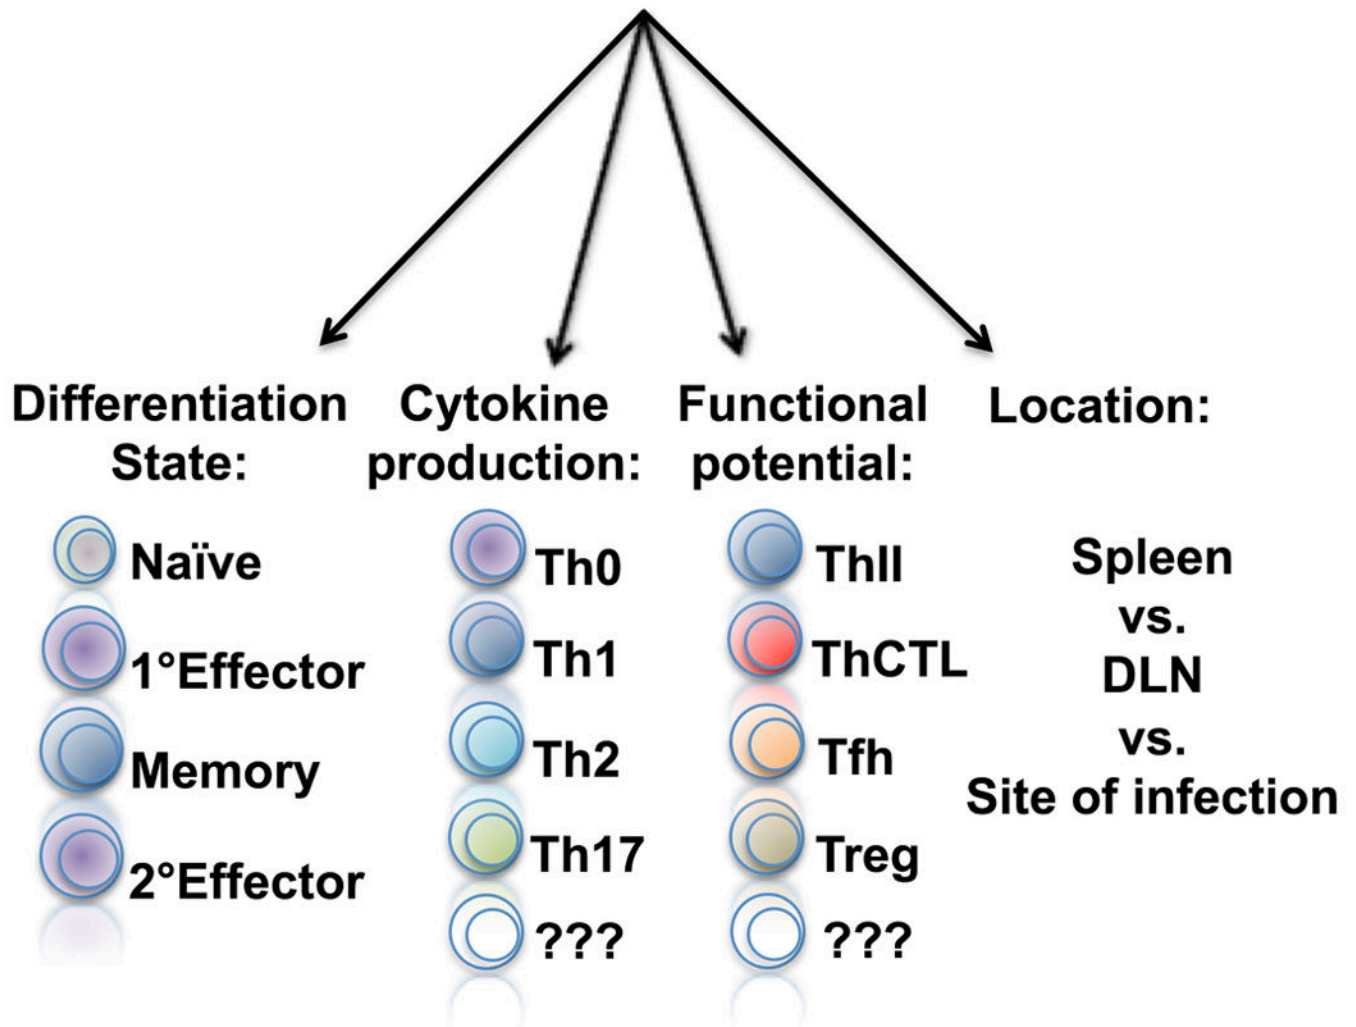 Differentiation
State:
Naïve
1°Effector
Memory
2°Effector
Cytokine
production:
Th0
Th1
Th2
Th17
???
Functional
potential:
ThII
ThCTL
Tfh
Treg
???
Location:
Spleen
vs.
DLN
vs.
Site of infection